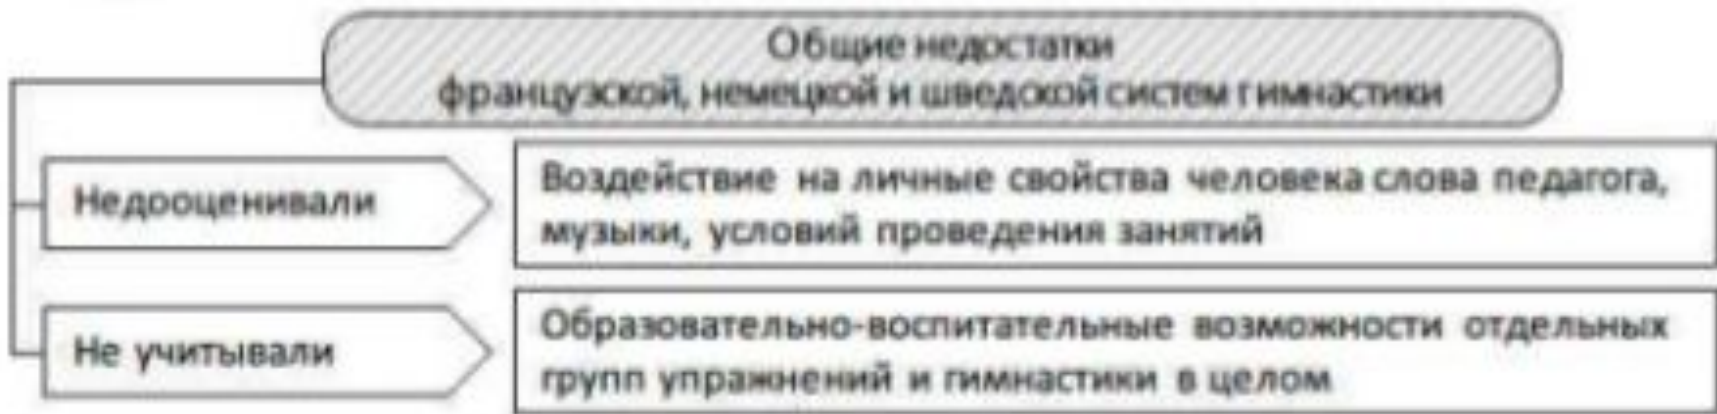 Общие недостатки
французской, немецкой и шведской систем гимнастики
Недооценивали
Воздействие на личные свойства человека слова педагога,
музыки, условий проведения занятий
Не учитывали
Образовательно-воспитательные возможности отдельных
групп упражнений и гимнастики в целом